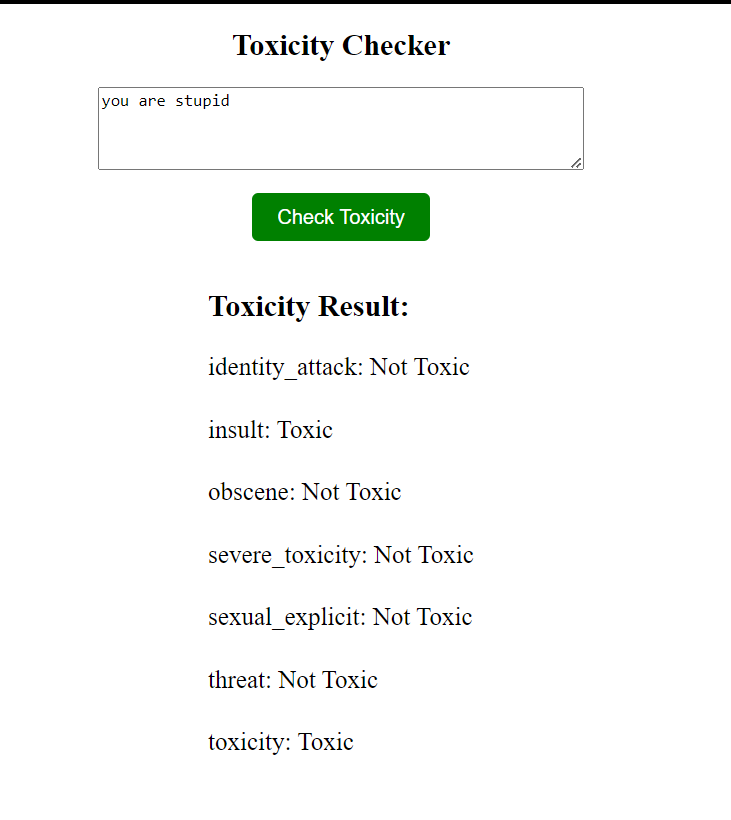 Toxicity Checker
you are stupid
Check Toxicity
Toxicity Result:
identity_attack: Not Toxic
insult: Toxic
obscene: Not Toxic
severe_toxicity: Not Toxic
sexual_explicit: Not Toxic
threat: Not Toxic
toxicity: Toxic